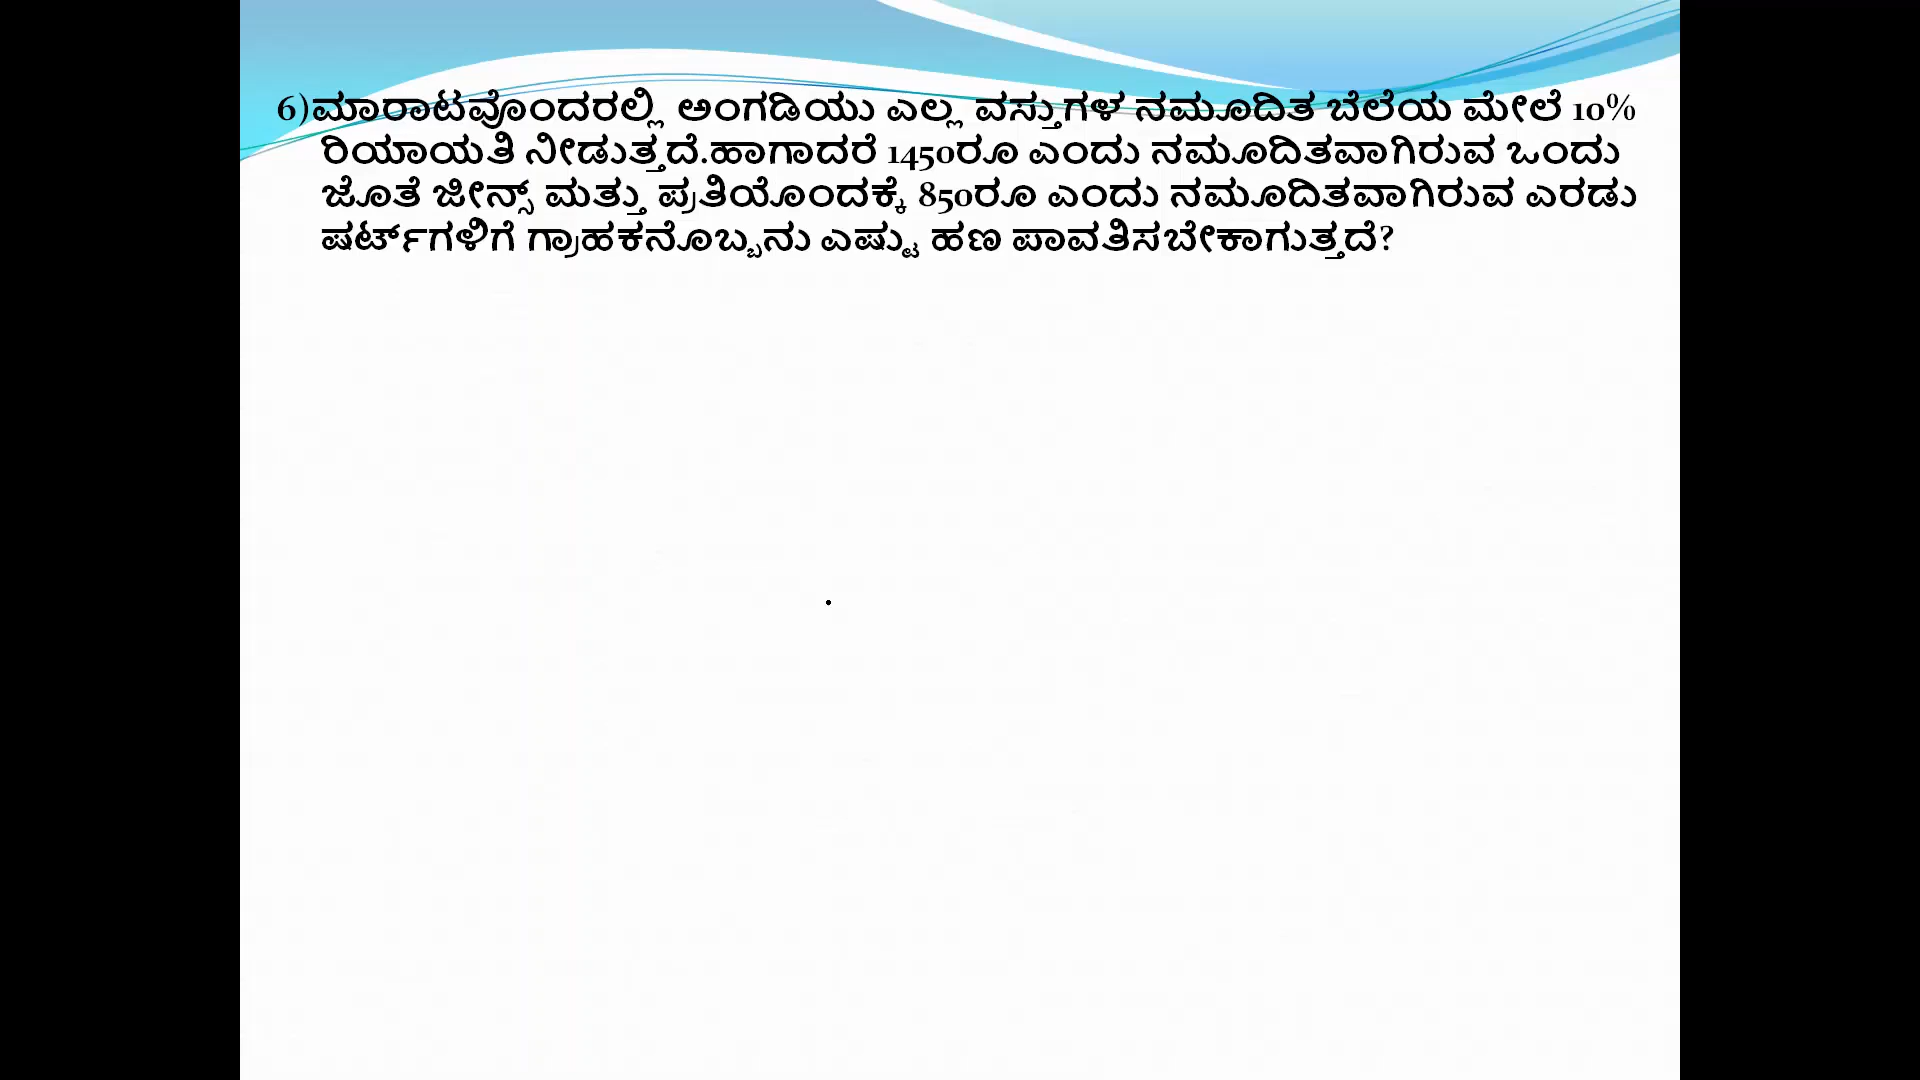 6)ಮಾರಾಟವೊಂದರಲ್ಲಿ ಅಂಗಡಿಯು ಎಲ್ಲ ವಸ್ತುಗಳ ನಮೂದಿತ ಬೆಲೆಯ ಮೇಲೆ 10%
ರಿಯಾಯತಿ ನೀಡುತ್ತದೆ.ಹಾಗಾದರೆ 1450ರೂ ಎಂದು ನಮೂದಿತವಾಗಿರುವ ಒಂದು
ಜೊತೆ ಜೀನ್ಸ್ ಮತ್ತು ಪ್ರತಿಯೊಂದಕ್ಕೆ 850ರೂ ಎಂದು ನಮೂದಿತವಾಗಿರುವ ಎರಡು
ಷರ್ಟ್‌ಗಳಿಗೆ ಗ್ರಾಹಕನೊಬ್ಬನು ಎಷ್ಟು ಹಣ ಪಾವತಿಸಬೇಕಾಗುತ್ತದೆ?